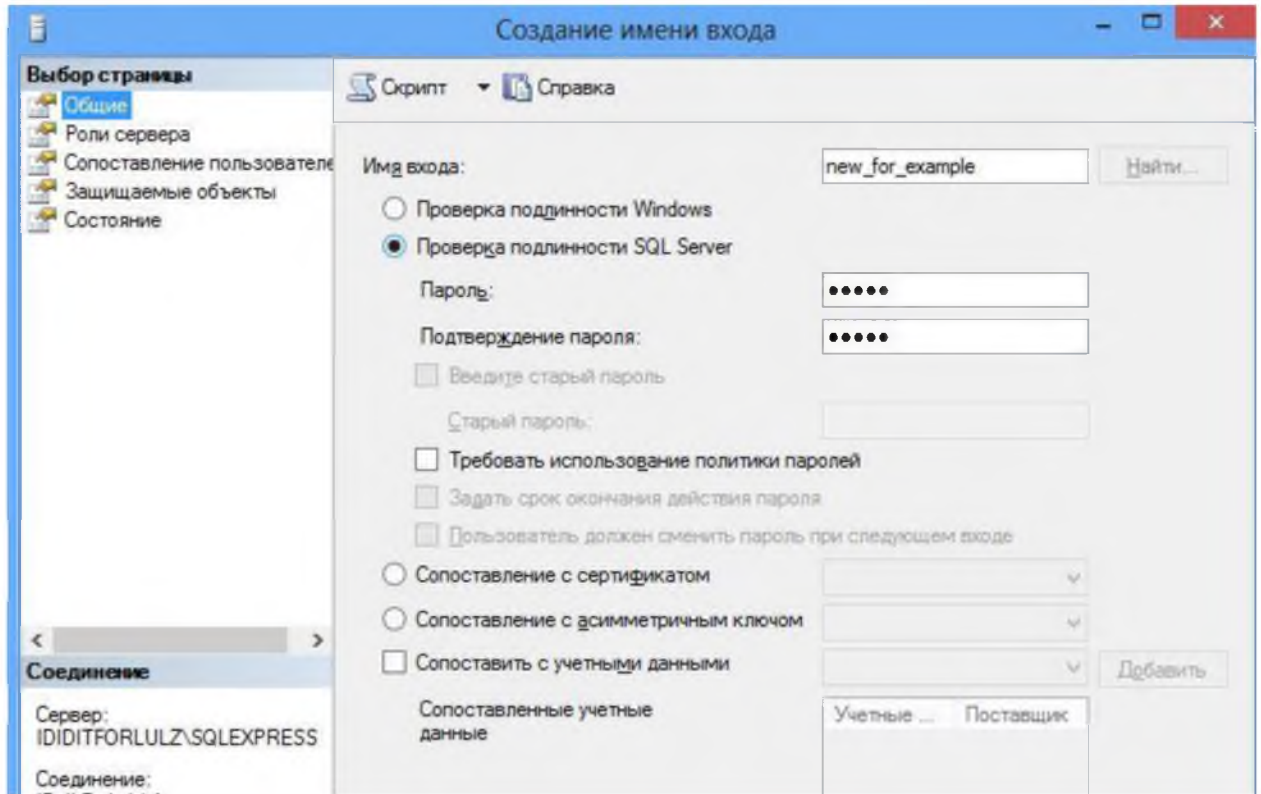 Создание имени входа
Выбор страницы
Общие
Роли сервера
Сопоставление пользователе
Защищаемые объекты
Состояние
Скрипт
Справка
Имя входа:
new_for_example
Найти...
Проверка подлинности Windows
Проверка подлинности SQL Server
Пароль:
●●●●●
Подтверждение пароля:
●●●●●
Введите старый пароль
Старый пароль:
Требовать использование политики паролей
Задать срок окончания действия пароля
Пользователь должен сменить пароль при следующем входе
Сопоставление с сертификатом
Сопоставление с асимметричным ключом
Сопоставить с учетными данными
Добавить
Сопоставленные учетные
данные
Учетные ...
Поставщик
Соединение
Сервер:
IDIDITFORLULZ\SQLEXPRESS
Соединение: